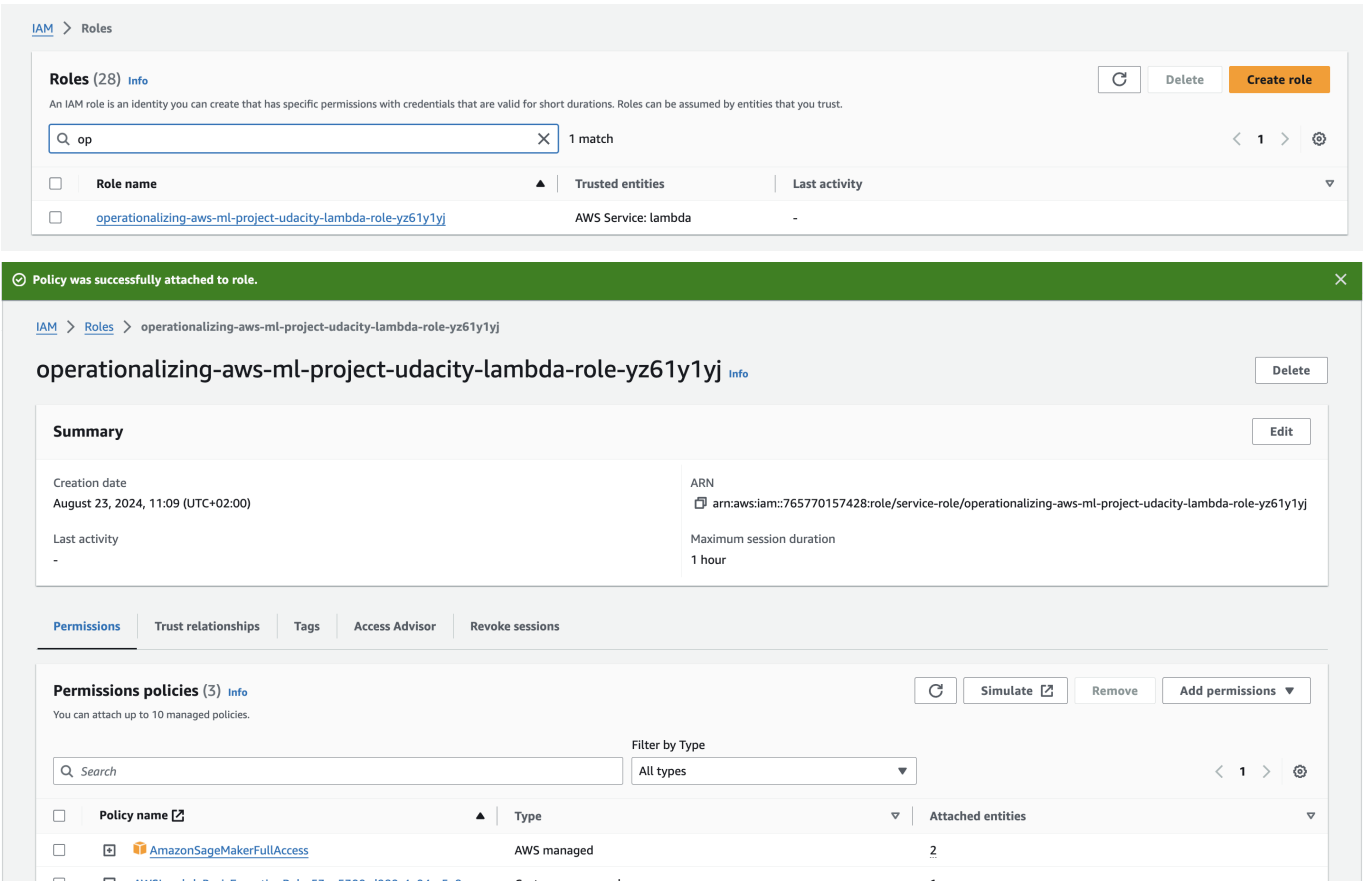 IAM > Roles
Roles (28) Info
Delete
Create role
An IAM role is an identity you can create that has specific permissions with credentials that are valid for short durations. Roles can be assumed by entities that you trust.
op
1 match
1
Role name
Trusted entities
Last activity
operationalizing-aws-ml-project-udacity-lambda-role-yz61y1yj
AWS Service: lambda
-
Policy was successfully attached to role.
IAM > Roles > operationalizing-aws-ml-project-udacity-lambda-role-yz61y1yj
operationalizing-aws-ml-project-udacity-lambda-role-yz61y1yj Info
Delete
Summary
Edit
Creation date
August 23, 2024, 11:09 (UTC+02:00)
ARN
arn:aws:iam::765770157428:role/service-role/operationalizing-aws-ml-project-udacity-lambda-role-yz61y1yj
Last activity
-
Maximum session duration
1 hour
Permissions
Trust relationships
Tags
Access Advisor
Revoke sessions
Permissions policies (3) Info
Simulate
Remove
Add permissions
You can attach up to 10 managed policies.
Filter by Type
Search
All types
1
Policy name
Type
Attached entities
AmazonSageMakerFullAccess
AWS managed
2